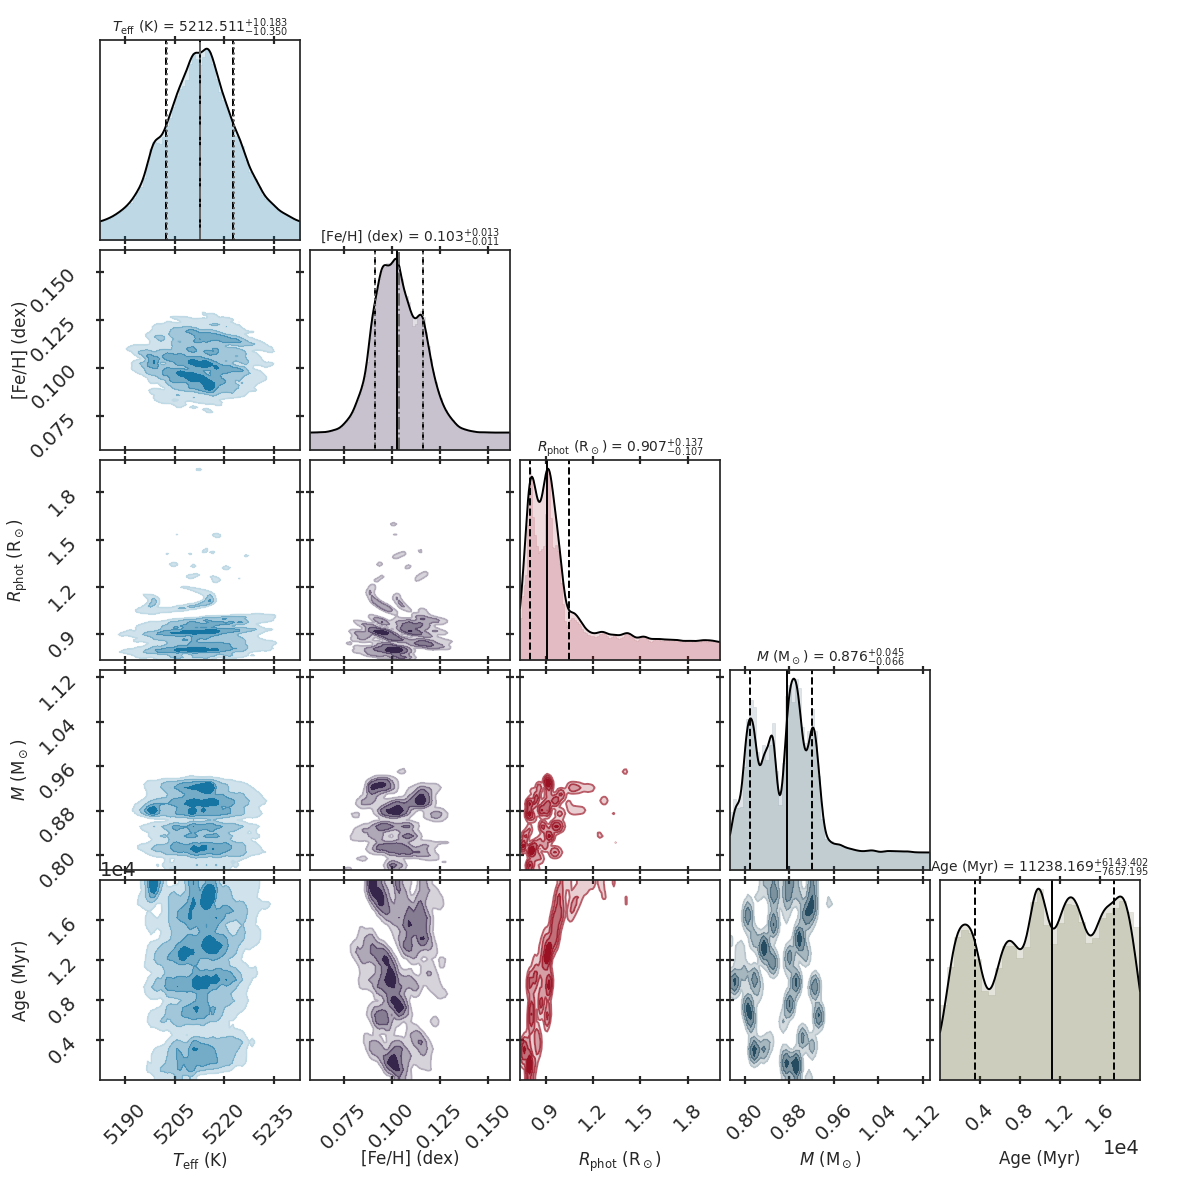 T_eff (K) = 5212.511 +10.183 −10.350
[Fe/H] (dex) = 0.103 +0.013 −0.011
R_phot (R_⊙) = 0.907 +0.137 −0.107
M (M_⊙) = 0.876 +0.045 −0.066
Age (Myr) = 11238.169 +6143.402 −7657.195
[Fe/H] (dex)
0.150
0.125
0.100
0.075
R_phot (R_⊙)
1.8
1.5
1.2
0.9
M (M_⊙)
1.12
1.04
0.96
0.88
0.80
1e4
Age (Myr)
1.6
1.2
0.8
0.4
5190 5205 5220 5235
0.075 0.100 0.125 0.150
0.9 1.2 1.5 1.8
0.80 0.88 0.96 1.04 1.12
0.4 0.8 1.2 1.6
1e4
T_eff (K)
[Fe/H] (dex)
R_phot (R_⊙)
M (M_⊙)
Age (Myr)